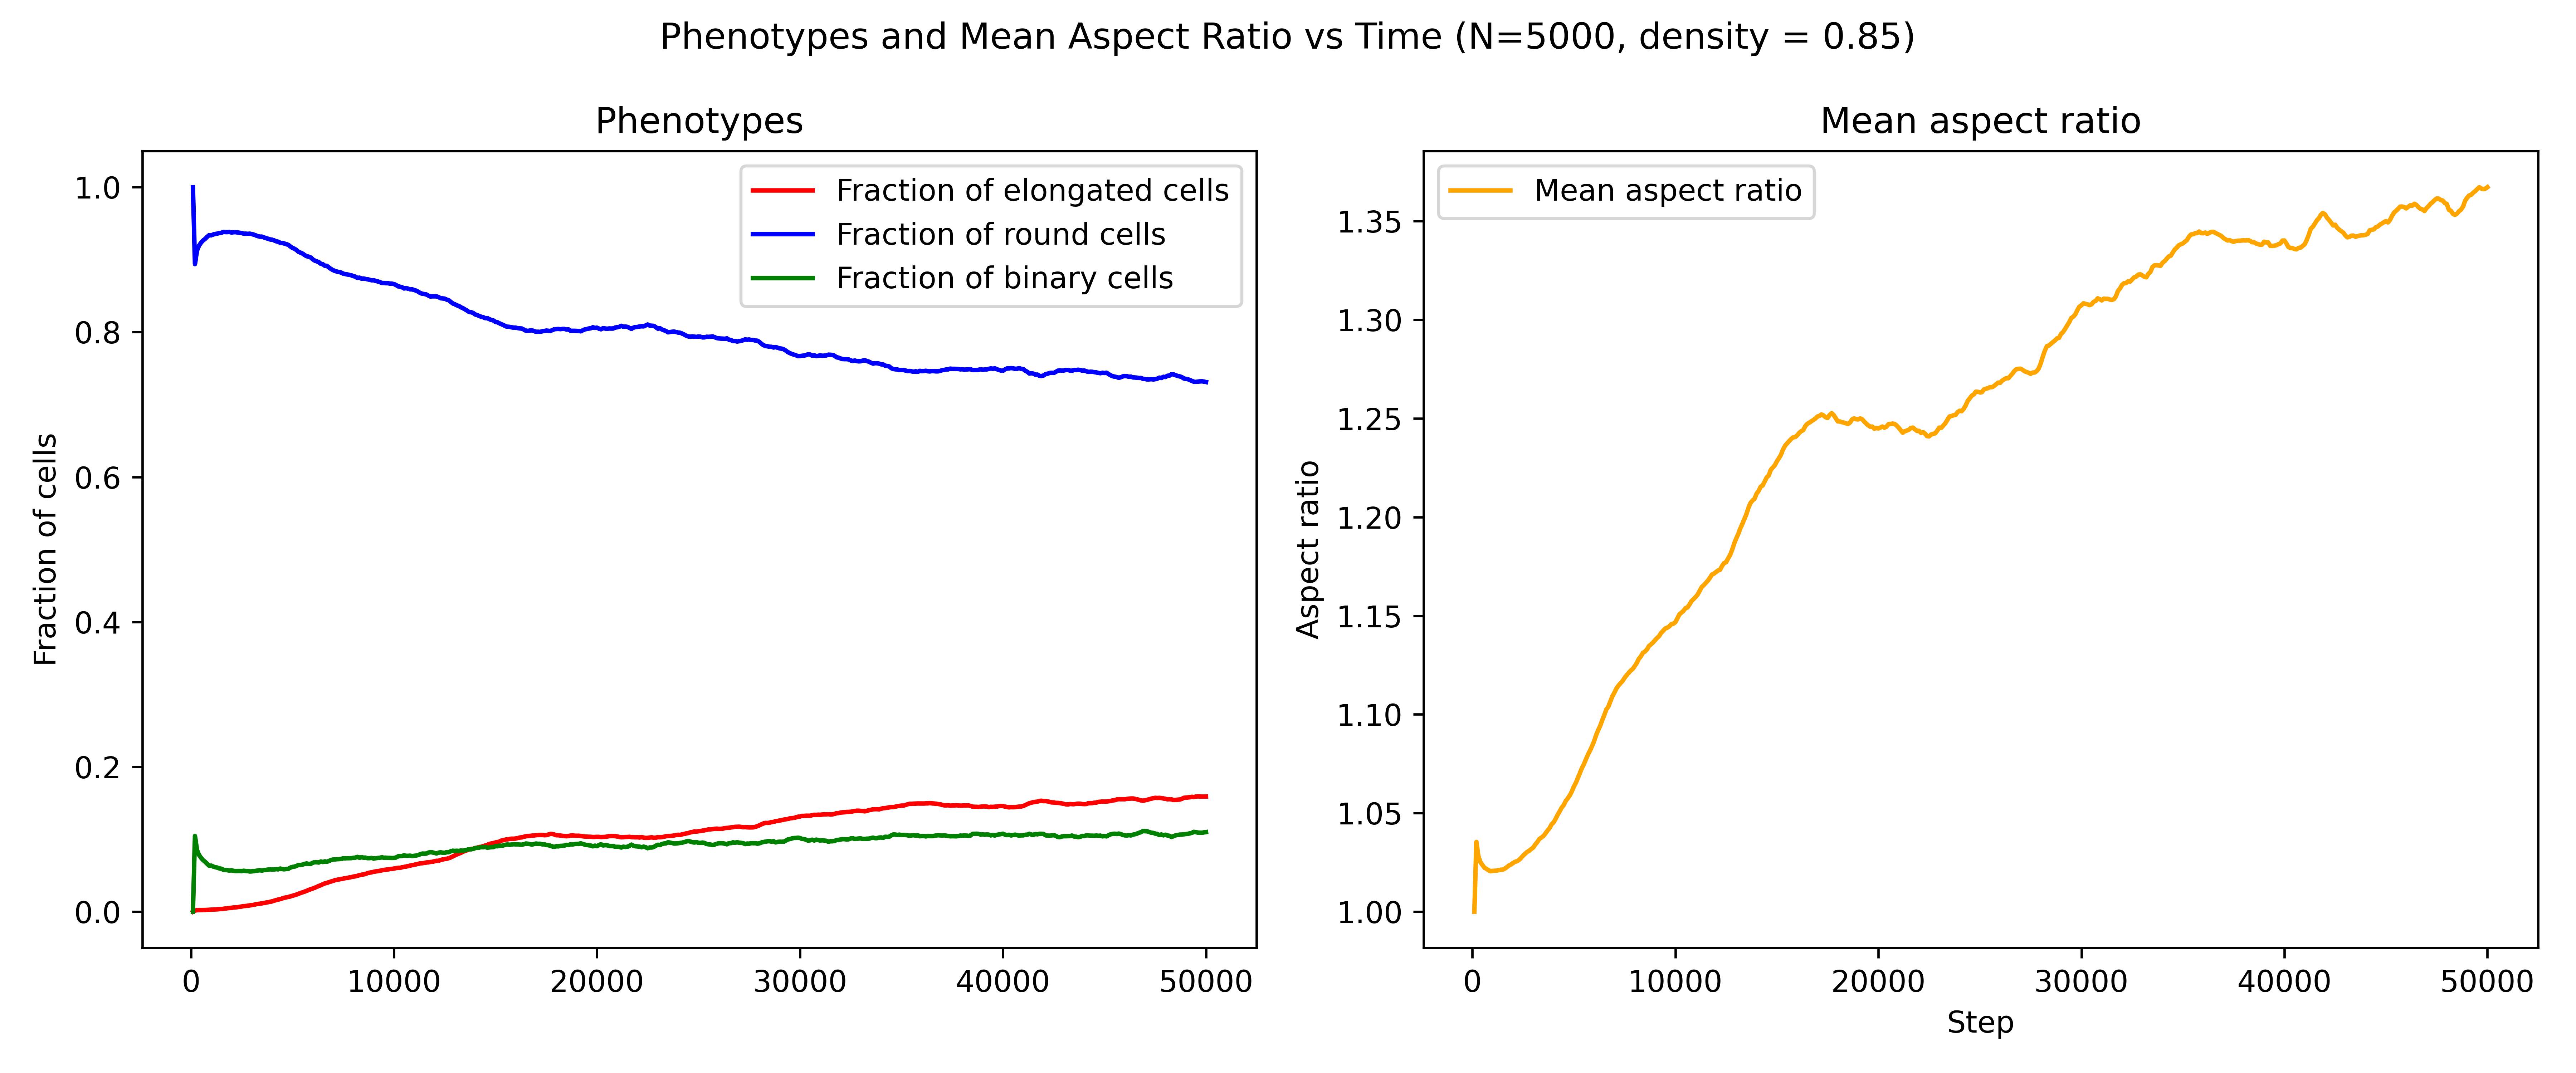 Phenotypes and Mean Aspect Ratio vs Time (N=5000, density = 0.85)
Phenotypes
Fraction of cells
1.0
0.8
0.6
0.4
0.2
0.0
Fraction of elongated cells
Fraction of round cells
Fraction of binary cells
0 10000 20000 30000 40000 50000
Mean aspect ratio
Aspect ratio
1.35
1.30
1.25
1.20
1.15
1.10
1.05
1.00
Mean aspect ratio
0 10000 20000 30000 40000 50000
Step